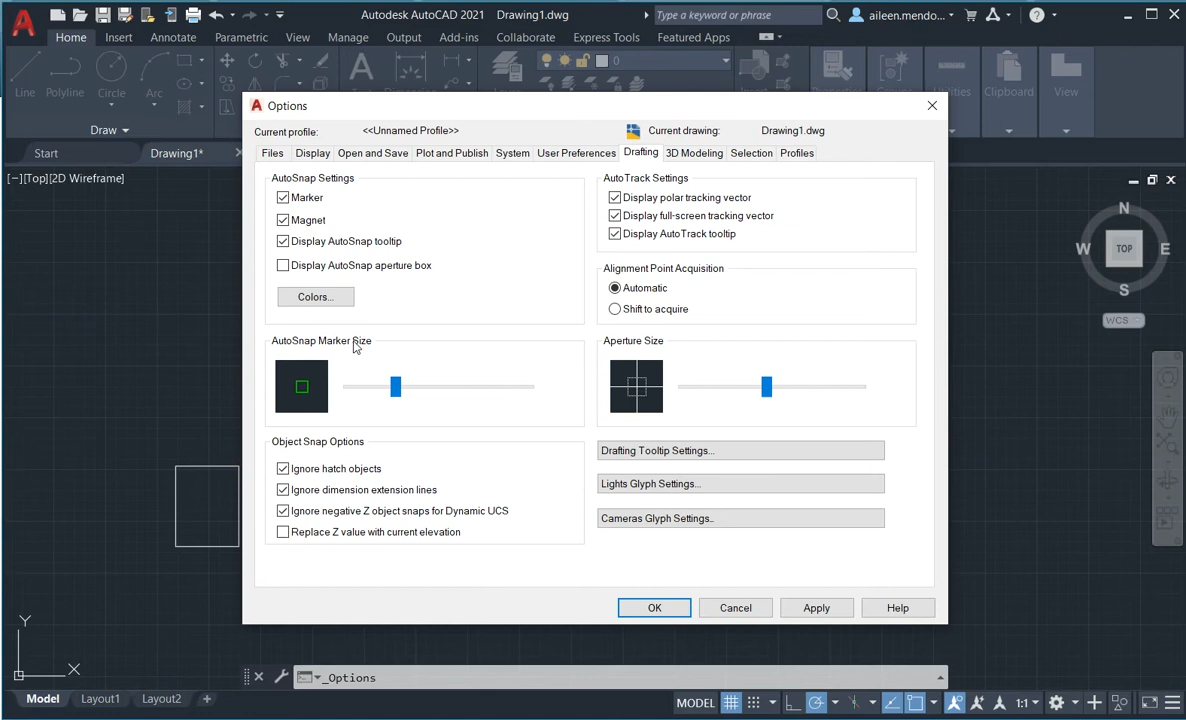 Autodesk AutoCAD 2021 Drawing1.dwg
Type a keyword or phrase
aileen.mendo...
Home Insert Annotate Parametric View Manage Output Add-ins Collaborate Express Tools Featured Apps
0
Line Polyline Circle Arc
Clipboard View
Draw
Start Drawing1*
[−][Top][2D Wireframe]
Options
Current profile: <<Unnamed Profile>> Current drawing: Drawing1.dwg
Files Display Open and Save Plot and Publish System User Preferences Drafting 3D Modeling Selection Profiles
AutoSnap Settings
Marker
Magnet
Display AutoSnap tooltip
Display AutoSnap aperture box
Colors...
AutoTrack Settings
Display polar tracking vector
Display full-screen tracking vector
Display AutoTrack tooltip
Alignment Point Acquisition
Automatic
Shift to acquire
AutoSnap Marker Size
Aperture Size
Object Snap Options
Ignore hatch objects
Ignore dimension extension lines
Ignore negative Z object snaps for Dynamic UCS
Replace Z value with current elevation
Drafting Tooltip Settings...
Lights Glyph Settings...
Cameras Glyph Settings..
OK Cancel Apply Help
N
W TOP E
S
WCS
Y
X
_Options
Model Layout1 Layout2 +
MODEL 1:1